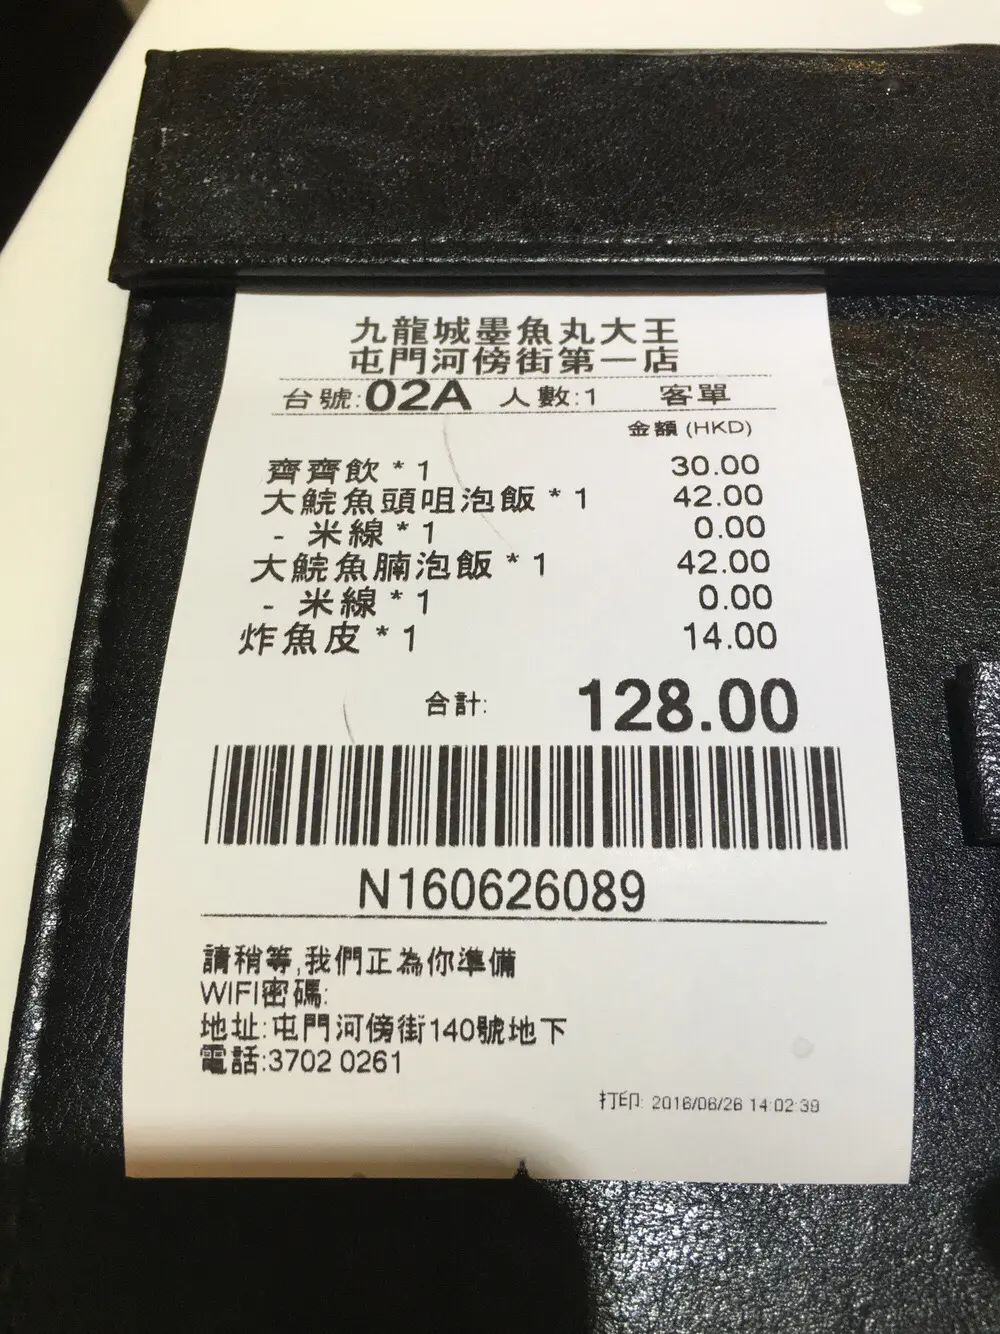 九龍城墨魚丸大王
屯門河傍街第一店
台號:02A 人數:1 客單
金額 (HKD)
齊齊飲 * 1 30.00
大鯇魚頭咀泡飯 * 1 42.00
- 米線 * 1 0.00
大鯇魚腩泡飯 * 1 42.00
- 米線 * 1 0.00
炸魚皮 * 1 14.00
合計: 128.00
N160626089
請稍等,我們正為你準備
WIFI密碼:
地址:屯門河傍街140號地下
電話:3702 0261
打印: 2016/06/26 14:02:39